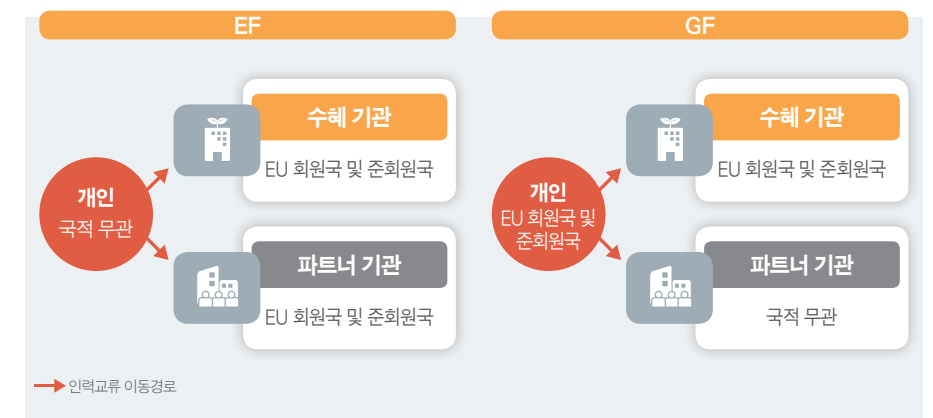 EF
수혜 기관
EU 회원국 및 준회원국
개인
국적 무관
파트너 기관
EU 회원국 및 준회원국
GF
수혜 기관
EU 회원국 및 준회원국
개인
EU 회원국 및
준회원국
파트너 기관
국적 무관
인력교류 이동경로